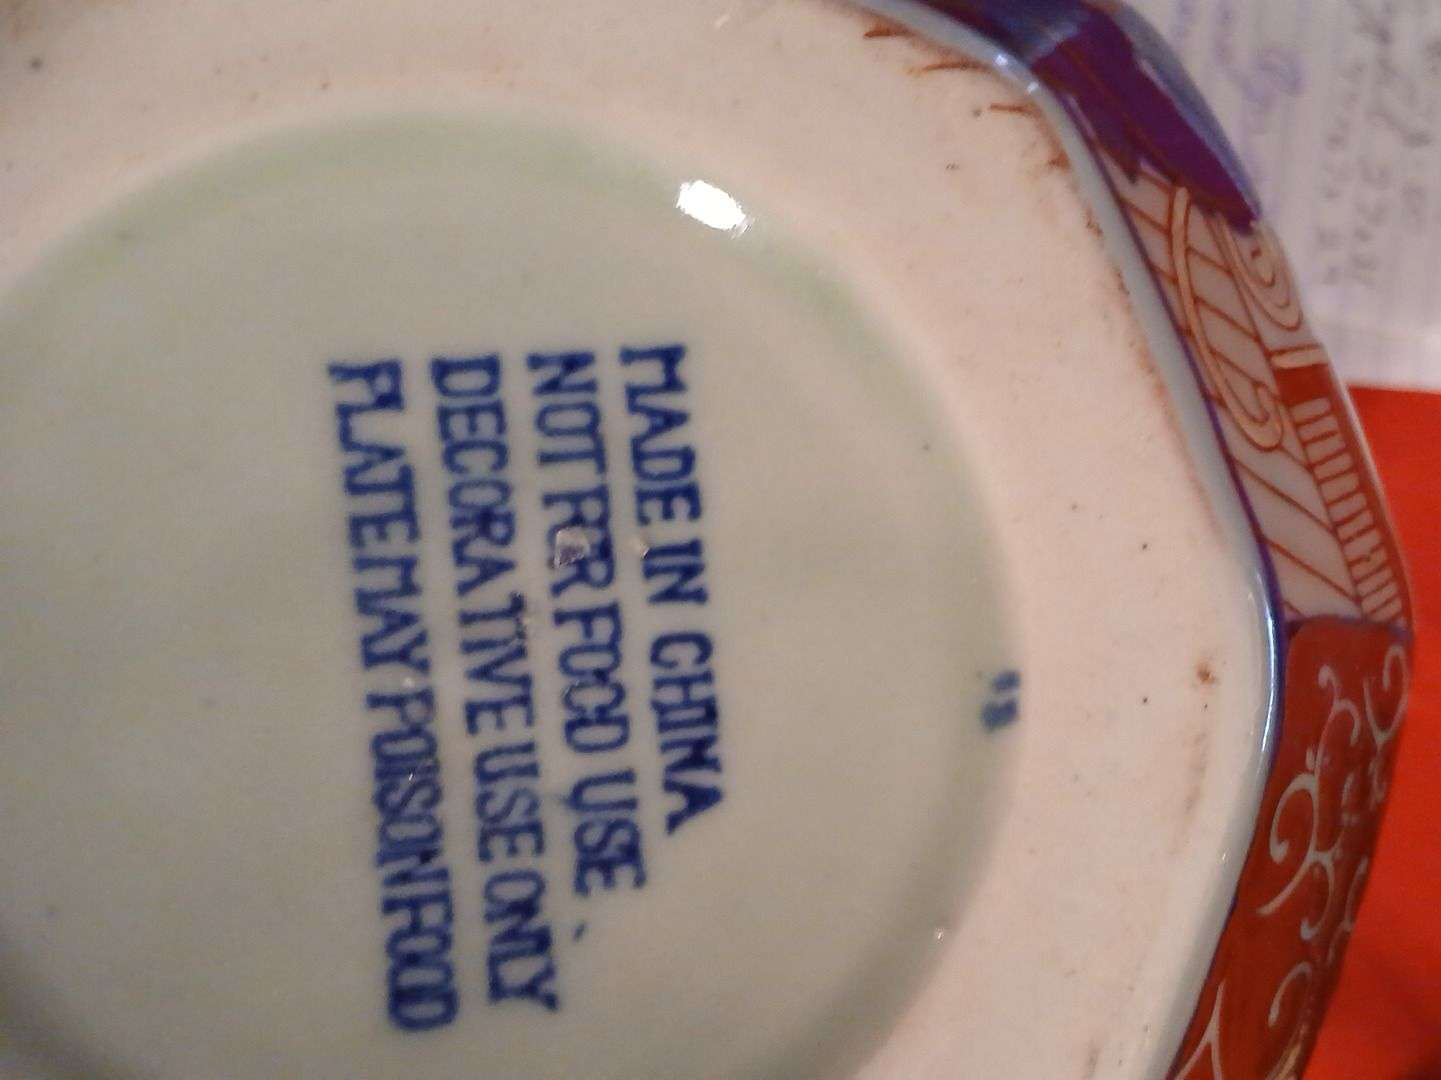 MADE IN CHINA
NOT FOR FOOD USE
DECORATIVE USE ONLY
PLATE MAY POISON FOOD